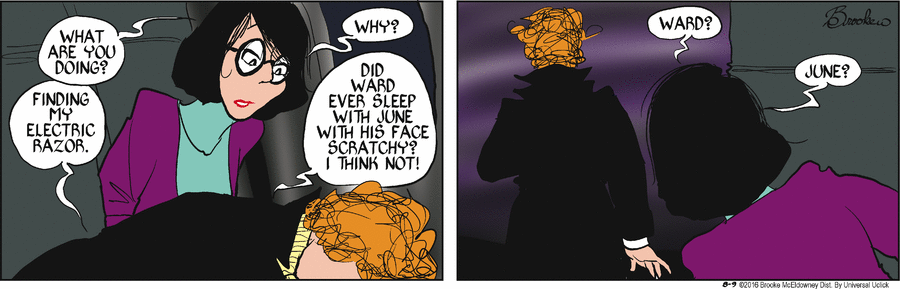 WHAT
ARE YOU
DOING?
FINDING
MY
ELECTRIC
RAZOR.
WHY?
DID
WARD
EVER SLEEP
WITH JUNE
WITH HIS FACE
SCRATCHY?
I THINK NOT!
WARD?
JUNE?
8-9 ©2016 Brooke McEldowney Dist. By Universal Uclick